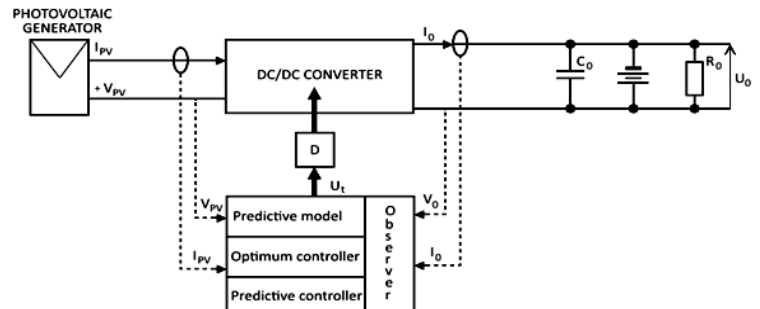 PHOTOVOLTAIC
GENERATOR
I_PV
+ V_PV
DC/DC CONVERTER
I_0
C_0
R_0
U_0
D
U_t
V_PV
Predictive model
V_0
I_PV
Optimum controller
I_0
Predictive controller
Observer